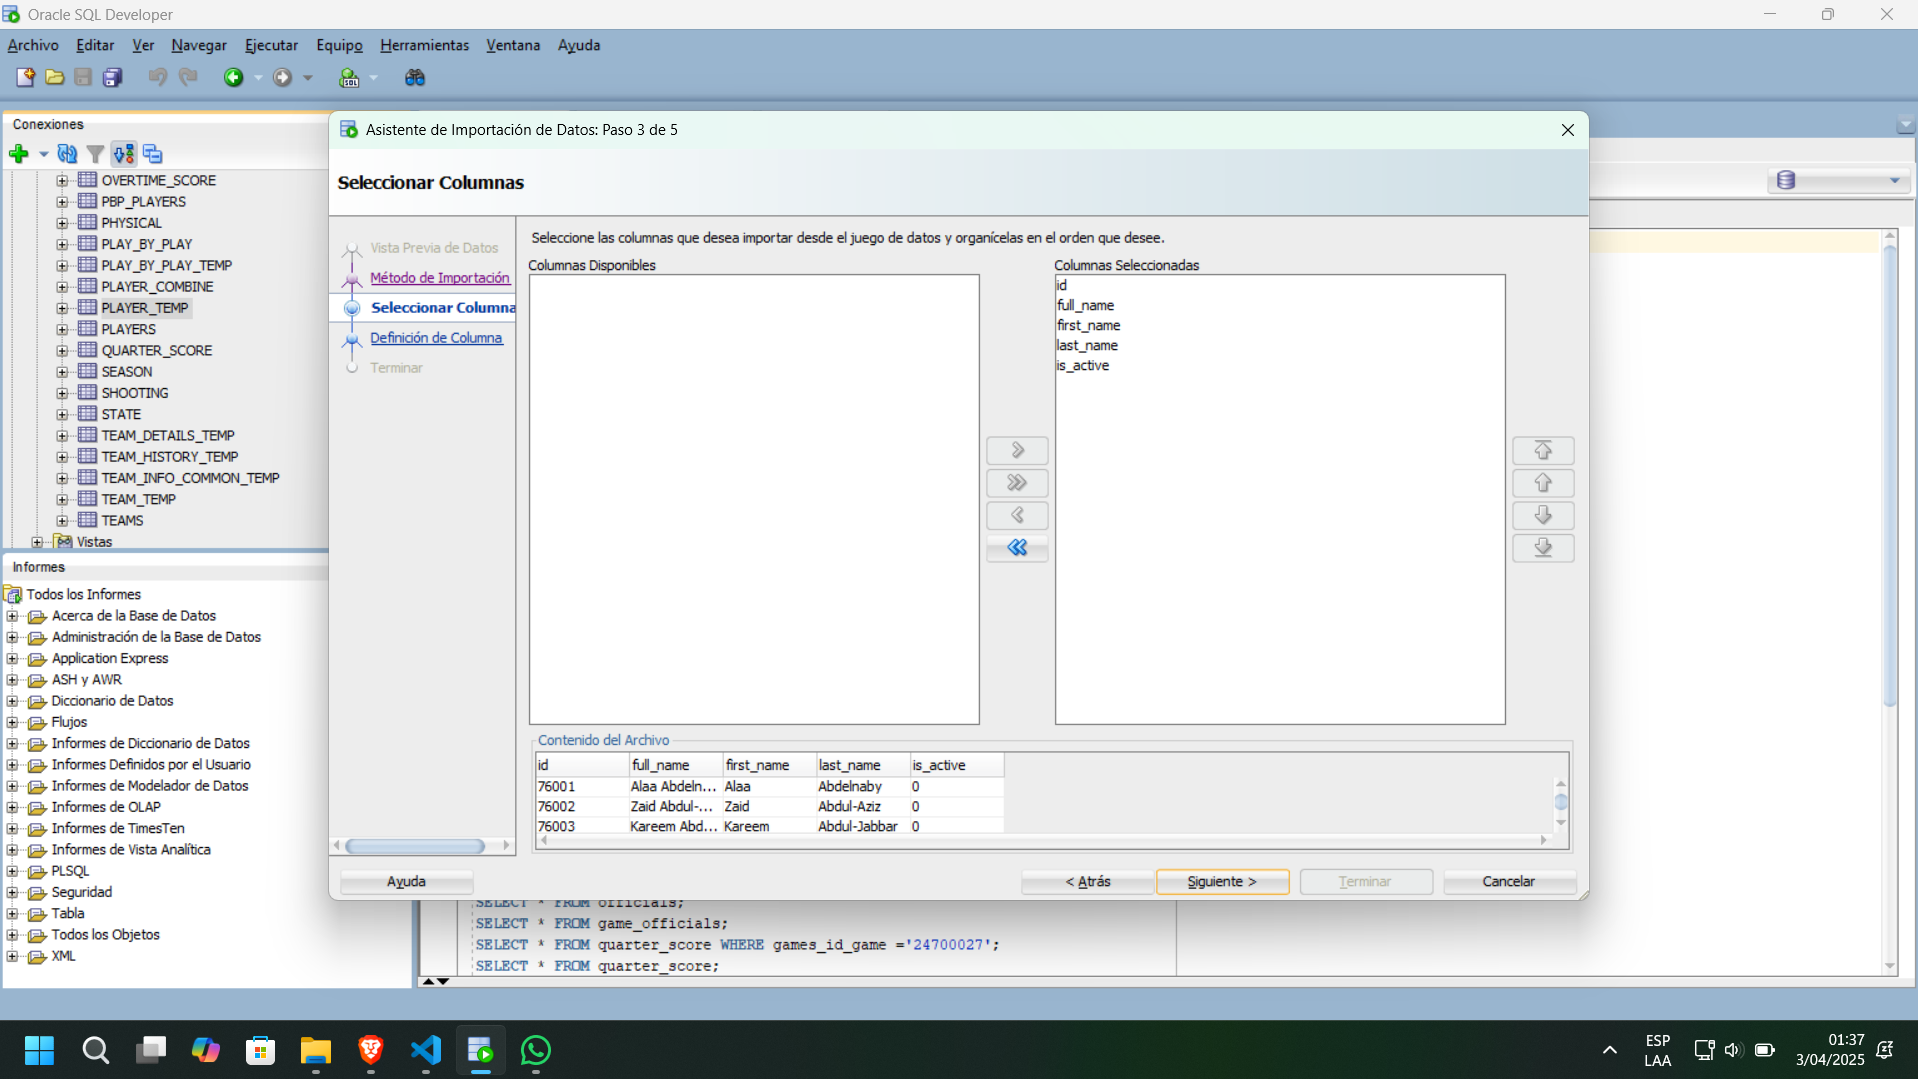 Oracle SQL Developer
Archivo Editar Ver Navegar Ejecutar Equipo Herramientas Ventana Ayuda
Conexiones
OVERTIME_SCORE
PBP_PLAYERS
PHYSICAL
PLAY_BY_PLAY
PLAY_BY_PLAY_TEMP
PLAYER_COMBINE
PLAYER_TEMP
PLAYERS
QUARTER_SCORE
SEASON
SHOOTING
STATE
TEAM_DETAILS_TEMP
TEAM_HISTORY_TEMP
TEAM_INFO_COMMON_TEMP
TEAM_TEMP
TEAMS
Vistas
Informes
Todos los Informes
Acerca de la Base de Datos
Administración de la Base de Datos
Application Express
ASH y AWR
Diccionario de Datos
Flujos
Informes de Diccionario de Datos
Informes Definidos por el Usuario
Informes de Modelador de Datos
Informes de OLAP
Informes de TimesTen
Informes de Vista Analítica
PLSQL
Seguridad
Tabla
Todos los Objetos
XML
Asistente de Importación de Datos: Paso 3 de 5
Seleccionar Columnas
Vista Previa de Datos
Método de Importación
Seleccionar Columna
Definición de Columna
Terminar
Seleccione las columnas que desea importar desde el juego de datos y organícelas en el orden que desee.
Columnas Disponibles
Columnas Seleccionadas
id
full_name
first_name
last_name
is_active
Contenido del Archivo
id full_name first_name last_name is_active
76001 Alaa Abdeln... Alaa Abdelnaby 0
76002 Zaid Abdul-... Zaid Abdul-Aziz 0
76003 Kareem Abd... Kareem Abdul-Jabbar 0
Ayuda < Atrás Siguiente > Terminar Cancelar
SELECT * FROM officials;
SELECT * FROM game_officials;
SELECT * FROM quarter_score WHERE games_id_game ='24700027';
SELECT * FROM quarter_score;
SQL
ESP
LAA
01:37
3/04/2025